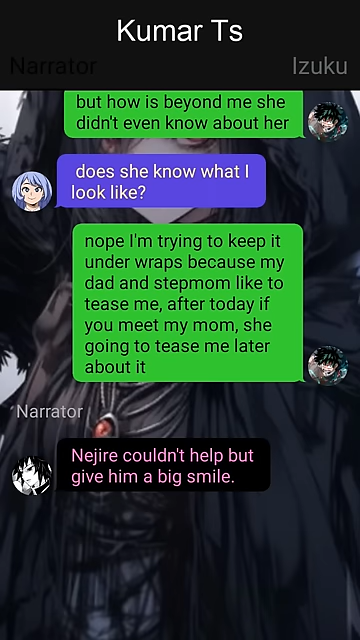 Kumar Ts
Narrator
Izuku
but how is beyond me she
didn't even know about her
does she know what I
look like?
nope I'm trying to keep it
under wraps because my
dad and stepmom like to
tease me, after today if
you meet my mom, she
going to tease me later
about it
Narrator
Nejire couldn't help but
give him a big smile.